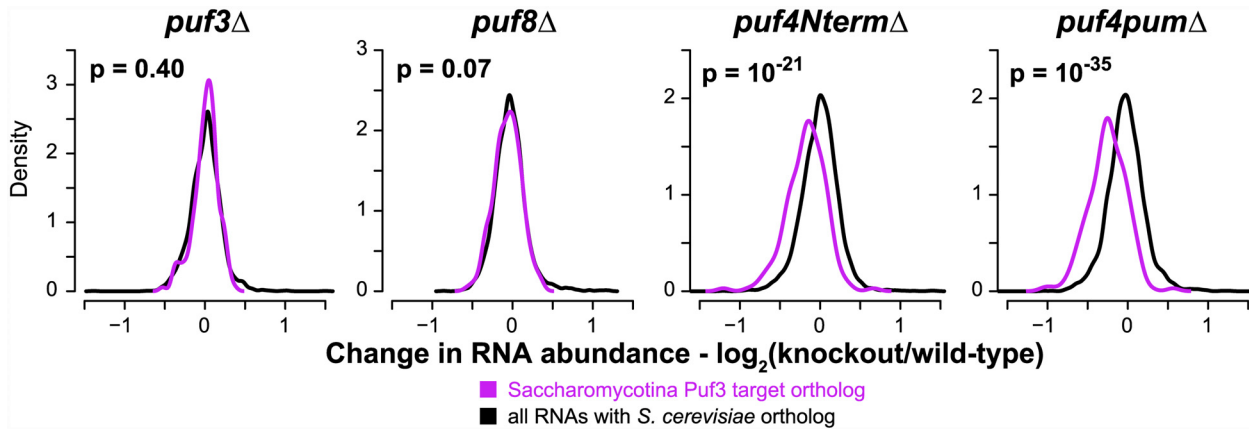 puf3Δ puf8Δ puf4NtermΔ puf4pumΔ
p = 0.40 p = 0.07 p = 10⁻²¹ p = 10⁻³⁵
Density
3
2
1
0
3
2
1
0
2
1
0
2
1
0
−1 0 1 −1 0 1 −1 0 1 −1 0 1
Change in RNA abundance - log₂(knockout/wild-type)
Saccharomycotina Puf3 target ortholog
all RNAs with S. cerevisiae ortholog